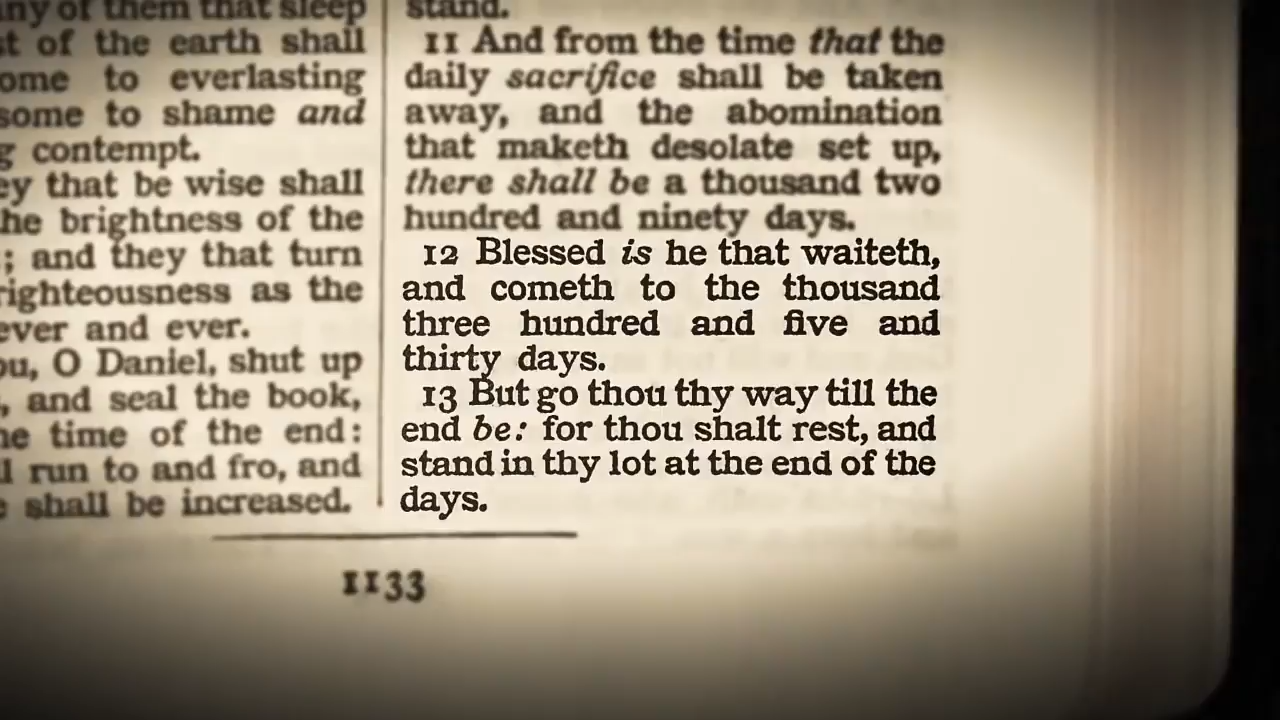 any of them that sleep
st of the earth shall
ome to everlasting
some to shame and
g contempt.
ey that be wise shall
he brightness of the
; and they that turn
righteousness as the
ever and ever.
ou, O Daniel, shut up
, and seal the book,
he time of the end:
l run to and fro, and
e shall be increased.
stand.
11 And from the time that the
daily sacrifice shall be taken
away, and the abomination
that maketh desolate set up,
there shall be a thousand two
hundred and ninety days.
12 Blessed is he that waiteth,
and cometh to the thousand
three hundred and five and
thirty days.
13 But go thou thy way till the
end be: for thou shalt rest, and
stand in thy lot at the end of the
days.
1133